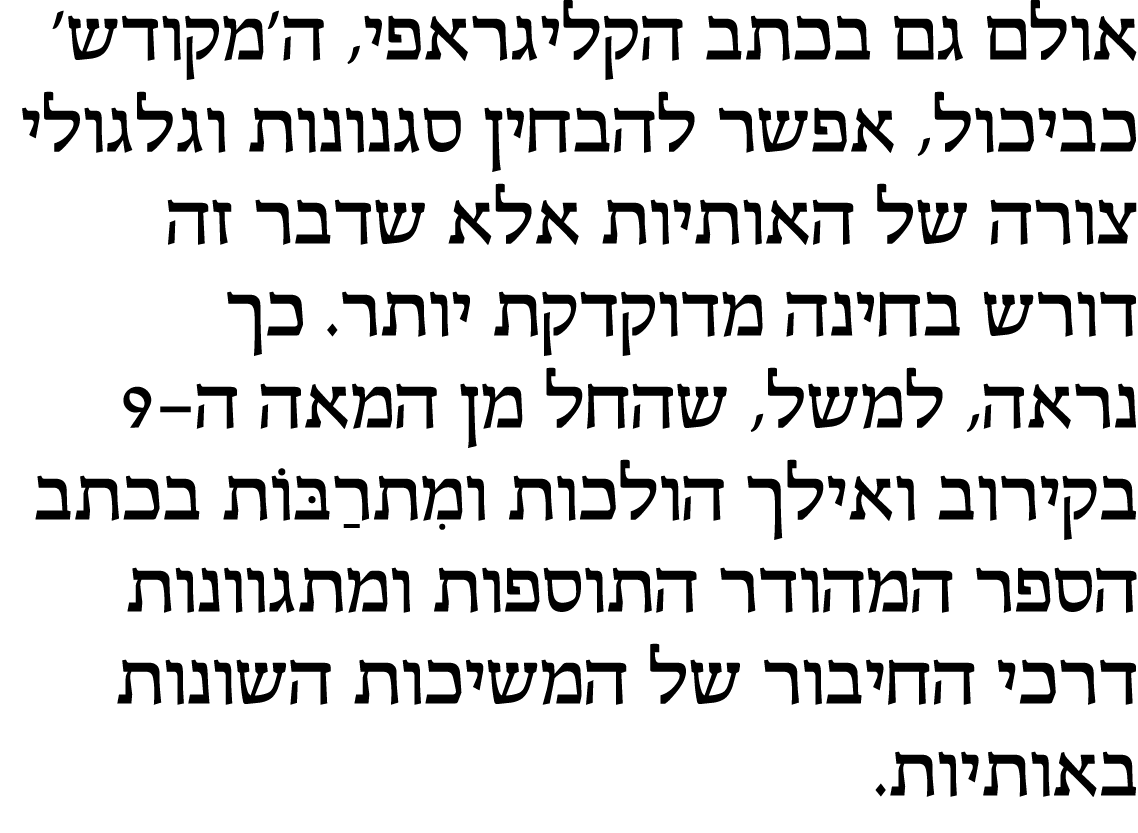 אולם גם בכתב הקליגראפי, ה'מקודש'
כביכול, אפשר להבחין סגנונות וגלגולי
צורה של האותיות אלא שדבר זה
דורש בחינה מדוקדקת יותר. כך
נראה, למשל, שהחל מן המאה ה–9
בקירוב ואילך הולכות ומִתרַבּוֹת בכתב
הספר המהודר התוספות ומתגוונות
דרכי החיבור של המשיכות השונות
באותיות.